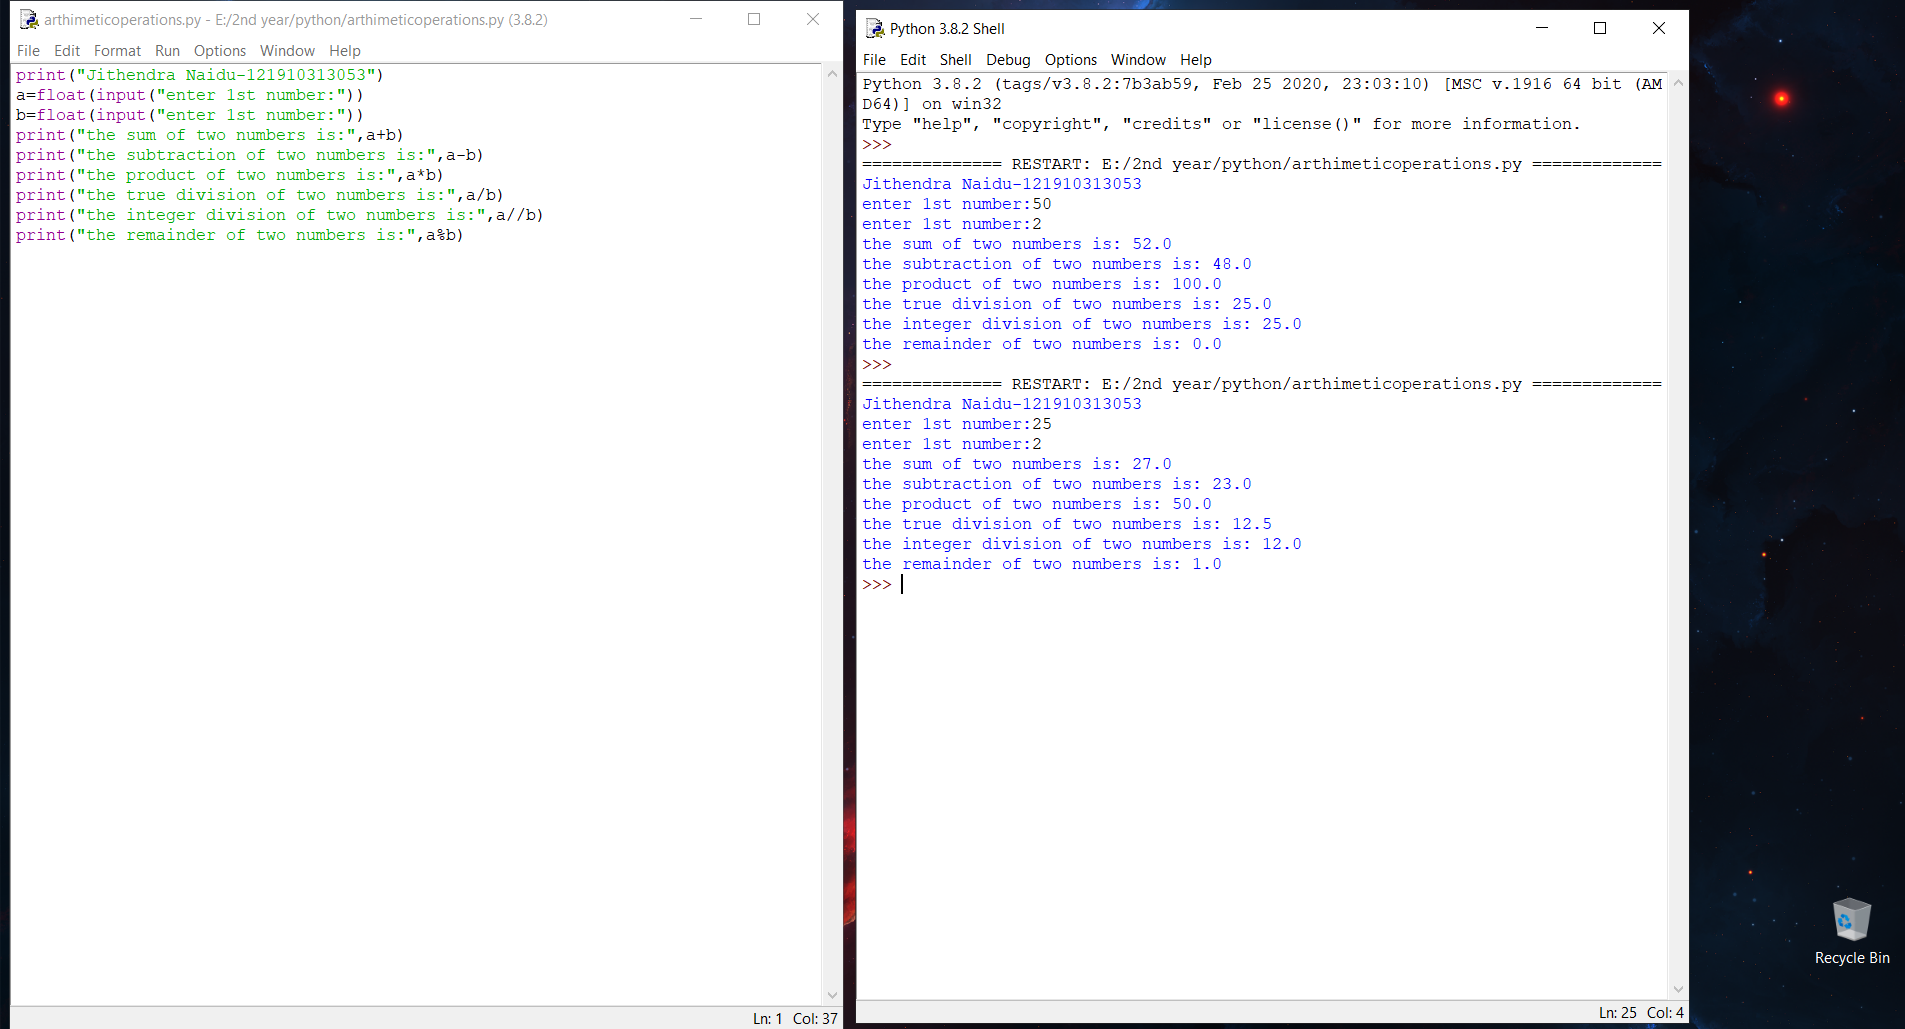 arthimeticoperations.py - E:/2nd year/python/arthimeticoperations.py (3.8.2)
File Edit Format Run Options Window Help
print("Jithendra Naidu-121910313053")
a=float(input("enter 1st number:"))
b=float(input("enter 1st number:"))
print("the sum of two numbers is:",a+b)
print("the subtraction of two numbers is:",a-b)
print("the product of two numbers is:",a*b)
print("the true division of two numbers is:",a/b)
print("the integer division of two numbers is:",a//b)
print("the remainder of two numbers is:",a%b)
Ln: 1 Col: 37
Python 3.8.2 Shell
File Edit Shell Debug Options Window Help
Python 3.8.2 (tags/v3.8.2:7b3ab59, Feb 25 2020, 23:03:10) [MSC v.1916 64 bit (AM
D64)] on win32
Type "help", "copyright", "credits" or "license()" for more information.
>>>
============== RESTART: E:/2nd year/python/arthimeticoperations.py =============
Jithendra Naidu-121910313053
enter 1st number:50
enter 1st number:2
the sum of two numbers is: 52.0
the subtraction of two numbers is: 48.0
the product of two numbers is: 100.0
the true division of two numbers is: 25.0
the integer division of two numbers is: 25.0
the remainder of two numbers is: 0.0
>>>
============== RESTART: E:/2nd year/python/arthimeticoperations.py =============
Jithendra Naidu-121910313053
enter 1st number:25
enter 1st number:2
the sum of two numbers is: 27.0
the subtraction of two numbers is: 23.0
the product of two numbers is: 50.0
the true division of two numbers is: 12.5
the integer division of two numbers is: 12.0
the remainder of two numbers is: 1.0
>>>
Ln: 25 Col: 4
Recycle Bin